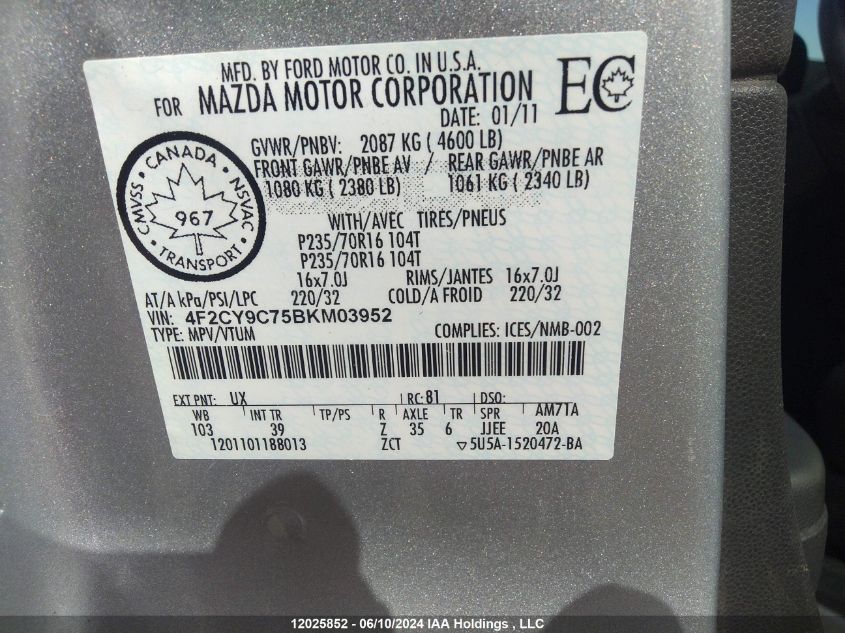 MFD. BY FORD MOTOR CO. IN U.S.A.
FOR MAZDA MOTOR CORPORATION
EC
DATE: 01/11
GVWR/PNBV: 2087 KG ( 4600 LB)
FRONT GAWR/PNBE AV / REAR GAWR/PNBE AR
1080 KG ( 2380 LB) 1061 KG ( 2340 LB)
CANADA
CMVSS NSVAC
967
TRANSPORT
WITH/AVEC TIRES/PNEUS
P235/70R16 104T
P235/70R16 104T
16x7.0J RIMS/JANTES 16x7.0J
AT/A kPa/PSI/LPC 220/32 COLD/A FROID 220/32
VIN: 4F2CY9C75BKM03952
TYPE: MPV/VTUM COMPLIES: ICES/NMB-002
EXT PNT: UX RC: 81 DSO:
WB INT TR TP/PS R AXLE TR SPR AM71A
103 39 Z 35 6 JJEE 20A
1201101188013 ZCT ▽5U5A-1520472-BA
12025852 - 06/10/2024 IAA Holdings , LLC